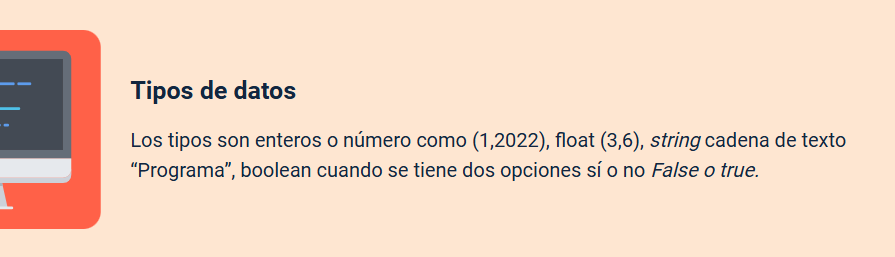 Tipos de datos
Los tipos son enteros o número como (1,2022), float (3,6), string cadena de texto
“Programa”, boolean cuando se tiene dos opciones sí o no False o true.